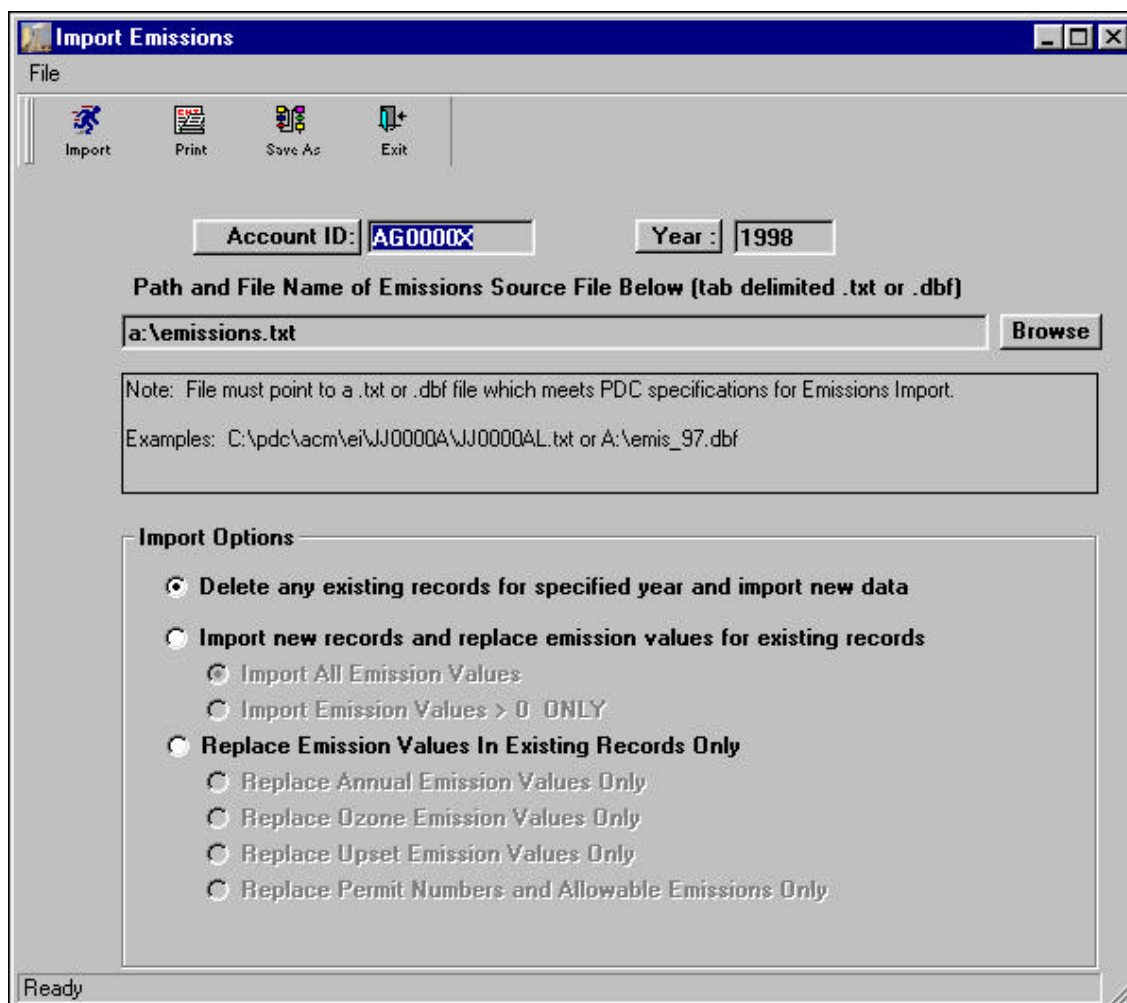 Import Emissions
File
Import Print Save As Exit
Account ID: AG0000X Year : 1998
Path and File Name of Emissions Source File Below (tab delimited .txt or .dbf)
a:\emissions.txt Browse
Note: File must point to a .txt or .dbf file which meets PDC specifications for Emissions Import.
Examples: C:\pdc\acm\ei\JJ0000A\JJ0000AL.txt or A:\emis_97.dbf
Import Options
Delete any existing records for specified year and import new data
Import new records and replace emission values for existing records
Import All Emission Values
Import Emission Values > 0 ONLY
Replace Emission Values In Existing Records Only
Replace Annual Emission Values Only
Replace Ozone Emission Values Only
Replace Upset Emission Values Only
Replace Permit Numbers and Allowable Emissions Only
Ready